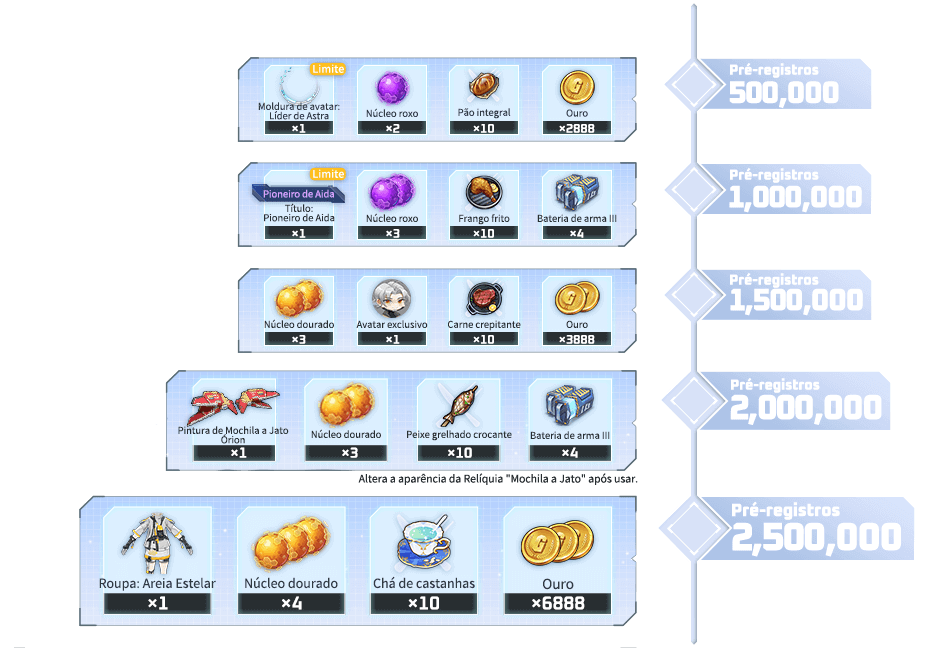 Limite
Moldura de avatar:
Líder de Astra
×1
Núcleo roxo
×2
Pão integral
×10
Ouro
×2888
Pré-registros
500,000
Limite
Pioneiro de Aida
Título:
Pioneiro de Aida
×1
Núcleo roxo
×3
Frango frito
×10
Bateria de arma III
×4
Pré-registros
1,000,000
Núcleo dourado
×3
Avatar exclusivo
×1
Carne crepitante
×10
Ouro
×3888
Pré-registros
1,500,000
Pintura de Mochila a Jato
Órion
×1
Núcleo dourado
×3
Peixe grelhado crocante
×10
Bateria de arma III
×4
Pré-registros
2,000,000
Altera a aparência da Relíquia "Mochila a Jato" após usar.
Roupa: Areia Estelar
×1
Núcleo dourado
×4
Chá de castanhas
×10
Ouro
×6888
Pré-registros
2,500,000